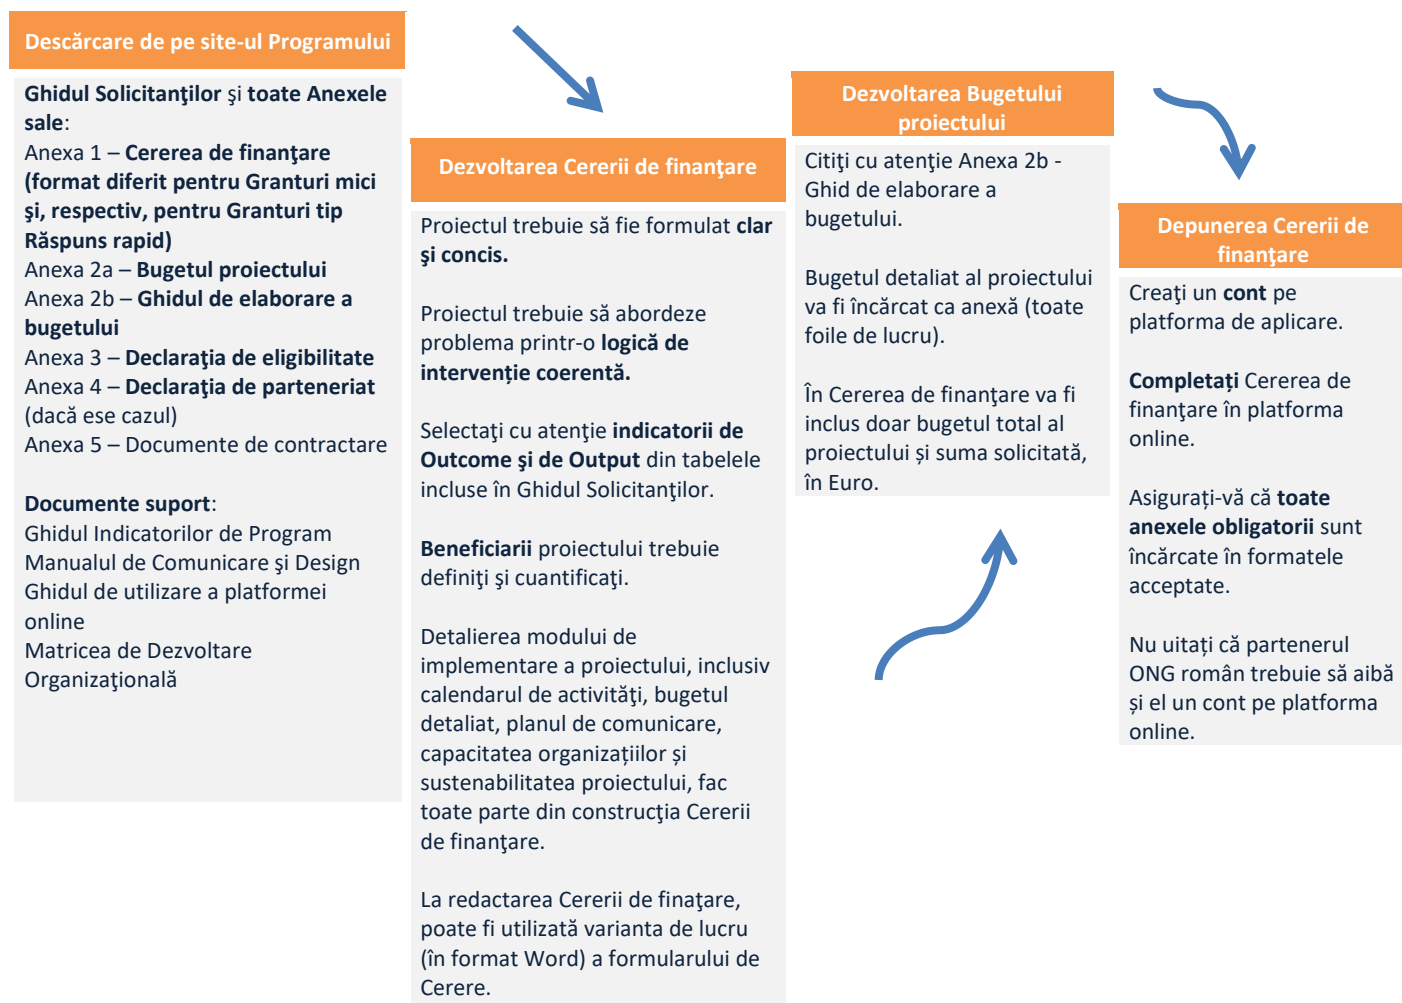 Descărcare de pe site-ul Programului
Ghidul Solicitanţilor şi toate Anexele
sale:
Anexa 1 – Cererea de finanţare
(format diferit pentru Granturi mici
şi, respectiv, pentru Granturi tip
Răspuns rapid)
Anexa 2a – Bugetul proiectului
Anexa 2b – Ghidul de elaborare a
bugetului
Anexa 3 – Declaraţia de eligibilitate
Anexa 4 – Declaraţia de parteneriat
(dacă ese cazul)
Anexa 5 – Documente de contractare
Documente suport:
Ghidul Indicatorilor de Program
Manualul de Comunicare şi Design
Ghidul de utilizare a platformei
online
Matricea de Dezvoltare
Organizaţională
Dezvoltarea Cererii de finanţare
Proiectul trebuie să fie formulat clar
şi concis.
Proiectul trebuie să abordeze
problema printr-o logică de
intervenție coerentă.
Selectaţi cu atenţie indicatorii de
Outcome şi de Output din tabelele
incluse în Ghidul Solicitanţilor.
Beneficiarii proiectului trebuie
definiţi şi cuantificaţi.
Detalierea modului de
implementare a proiectului, inclusiv
calendarul de activităţi, bugetul
detaliat, planul de comunicare,
capacitatea organizațiilor și
sustenabilitatea proiectului, fac
toate parte din construcţia Cererii
de finanţare.
La redactarea Cererii de finaţare,
poate fi utilizată varianta de lucru
(în format Word) a formularului de
Cerere.
Dezvoltarea Bugetului
proiectului
Citiţi cu atenţie Anexa 2b -
Ghid de elaborare a
bugetului.
Bugetul detaliat al proiectului
va fi încărcat ca anexă (toate
foile de lucru).
În Cererea de finanţare va fi
inclus doar bugetul total al
proiectului și suma solicitată,
în Euro.
Depunerea Cererii de
finanţare
Creaţi un cont pe
platforma de aplicare.
Completați Cererea de
finanţare în platforma
online.
Asigurați-vă că toate
anexele obligatorii sunt
încărcate în formatele
acceptate.
Nu uitați că partenerul
ONG român trebuie să aibă
și el un cont pe platforma
online.